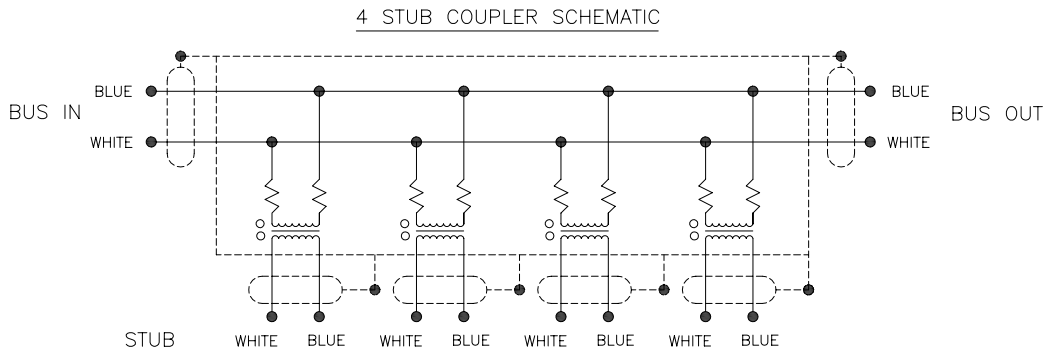 4 STUB COUPLER SCHEMATIC
BLUE
BUS IN
WHITE
BLUE
BUS OUT
WHITE
STUB WHITE BLUE WHITE BLUE WHITE BLUE WHITE BLUE